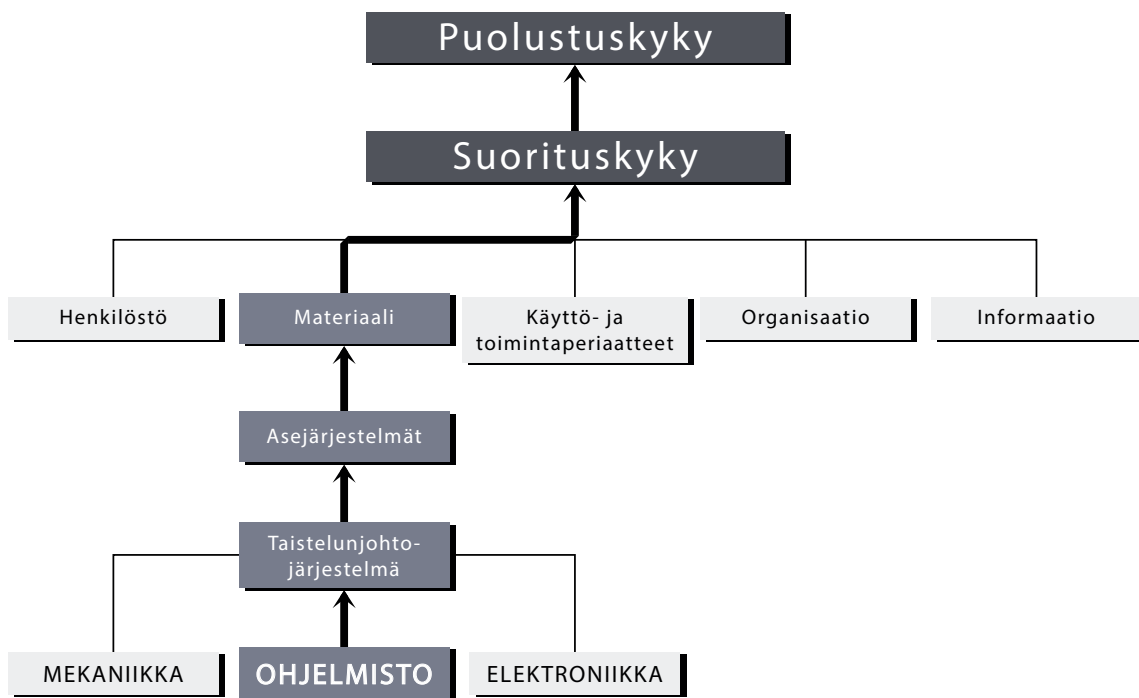 Puolustuskyky
Suorituskyky
Henkilöstö
Materiaali
Käyttö- ja
toimintaperiaatteet
Organisaatio
Informaatio
Asejärjestelmät
Taistelunjohto-
järjestelmä
MEKANIIKKA
OHJELMISTO
ELEKTRONIIKKA